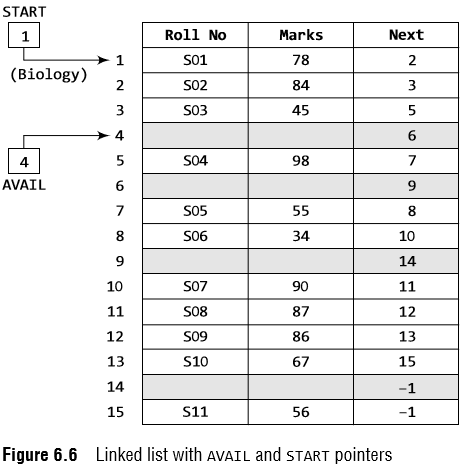 START
1
Roll No Marks Next
(Biology)
1 S01 78 2
2 S02 84 3
3 S03 45 5
4 6
5 S04 98 7
4
AVAIL
6 9
7 S05 55 8
8 S06 34 10
9 14
10 S07 90 11
11 S08 87 12
12 S09 86 13
13 S10 67 15
14 −1
15 S11 56 −1
Figure 6.6 Linked list with AVAIL and START pointers